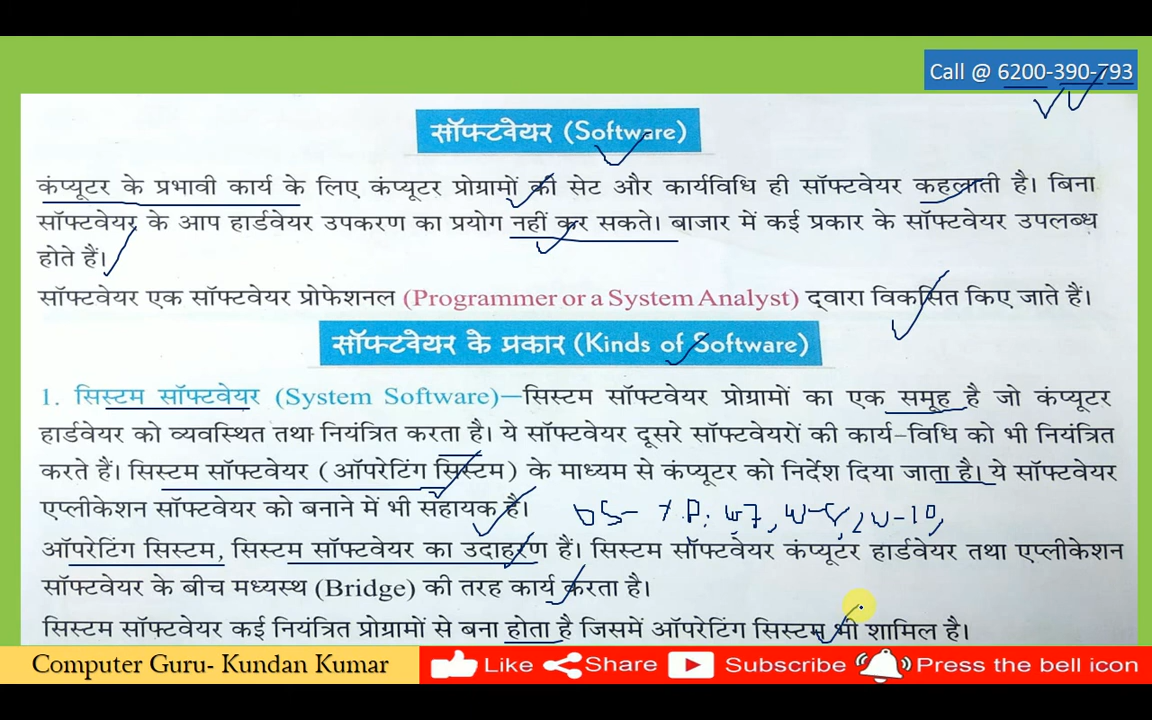 Call @ 6200-390-793
सॉफ्टवेयर (Software)
कंप्यूटर के प्रभावी कार्य के लिए कंप्यूटर प्रोग्रामों की सेट और कार्यविधि ही सॉफ्टवेयर कहलाती है। बिना
सॉफ्टवेयर के आप हार्डवेयर उपकरण का प्रयोग नहीं कर सकते। बाजार में कई प्रकार के सॉफ्टवेयर उपलब्ध
होते हैं।
सॉफ्टवेयर एक सॉफ्टवेयर प्रोफेशनल (Programmer or a System Analyst) द्वारा विकसित किए जाते हैं।
सॉफ्टवेयर के प्रकार (Kinds of Software)
1. सिस्टम सॉफ्टवेयर (System Software)—सिस्टम सॉफ्टवेयर प्रोग्रामों का एक समूह है जो कंप्यूटर
हार्डवेयर को व्यवस्थित तथा नियंत्रित करता है। ये सॉफ्टवेयर दूसरे सॉफ्टवेयरों की कार्य-विधि को भी नियंत्रित
करते हैं। सिस्टम सॉफ्टवेयर (ऑपरेटिंग सिस्टम) के माध्यम से कंप्यूटर को निर्देश दिया जाता है। ये सॉफ्टवेयर
एप्लीकेशन सॉफ्टवेयर को बनाने में भी सहायक है।
OS- X.P, W7, W-8, W-10,
ऑपरेटिंग सिस्टम, सिस्टम सॉफ्टवेयर का उदाहरण हैं। सिस्टम सॉफ्टवेयर कंप्यूटर हार्डवेयर तथा एप्लीकेशन
सॉफ्टवेयर के बीच मध्यस्थ (Bridge) की तरह कार्य करता है।
सिस्टम सॉफ्टवेयर कई नियंत्रित प्रोग्रामों से बना होता है जिसमें ऑपरेटिंग सिस्टम भी शामिल है।
Computer Guru- Kundan Kumar Like Share Subscribe Press the bell icon